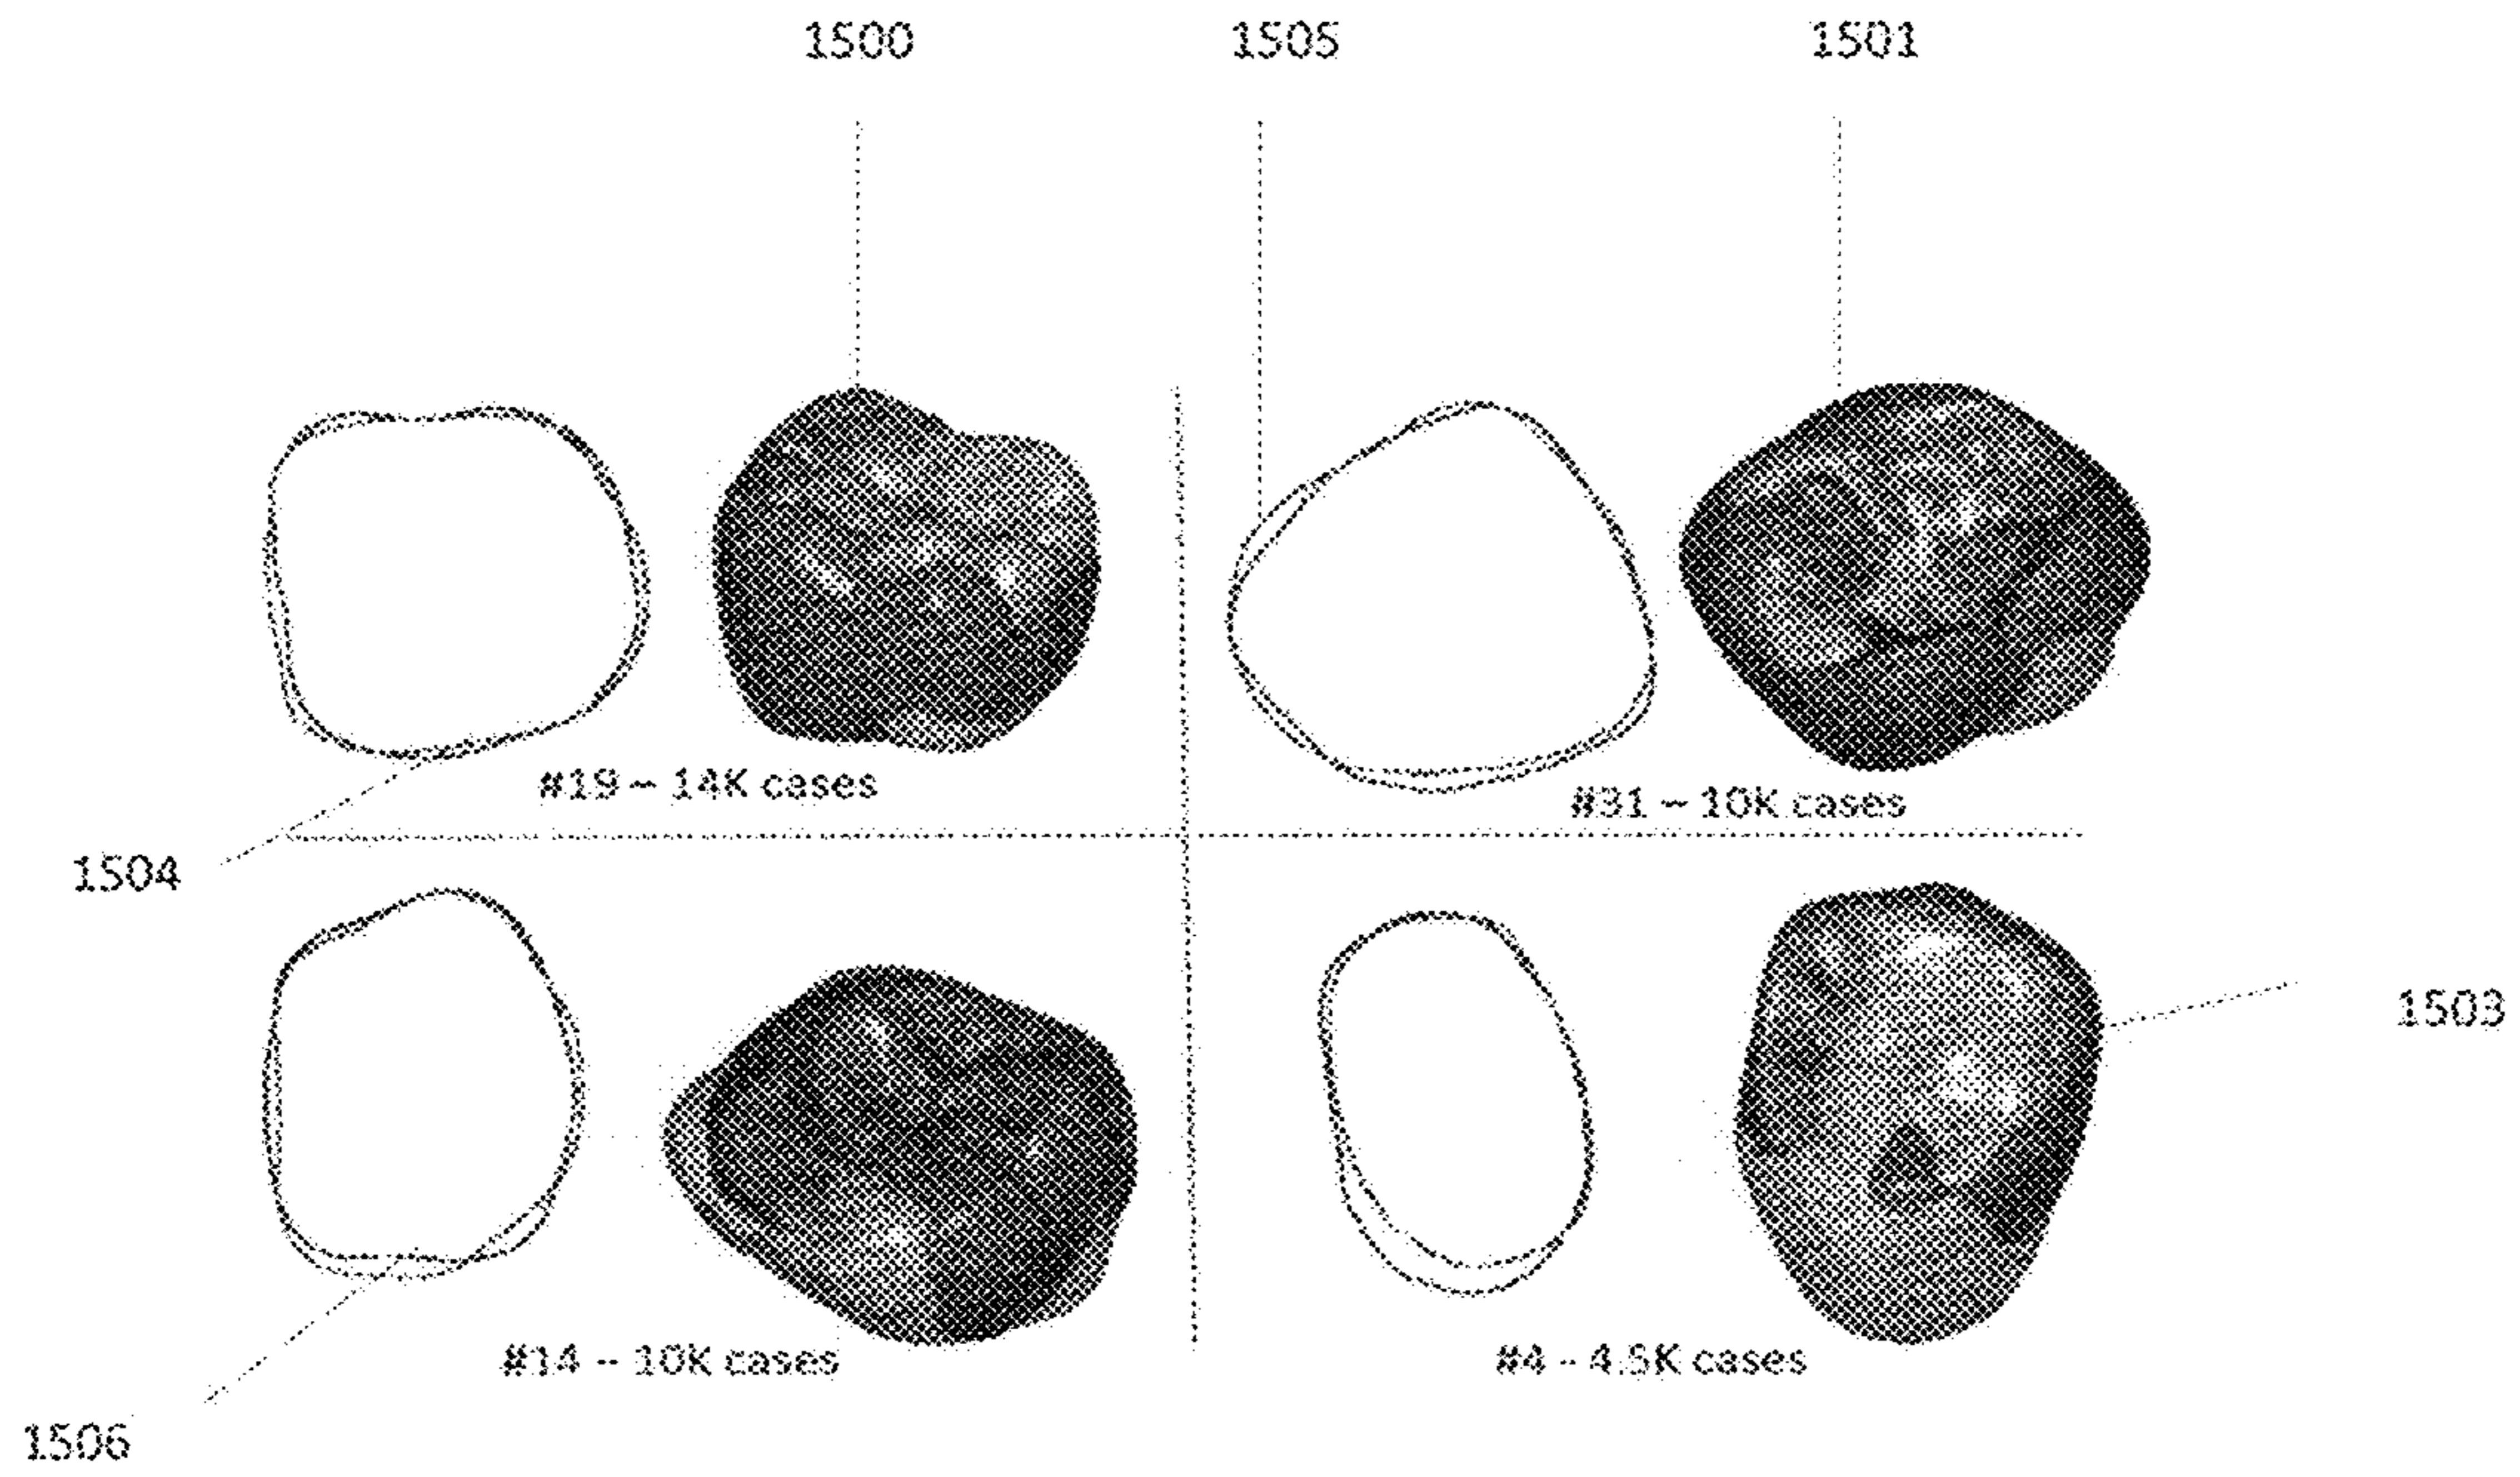 1500
1505
1501
#19 – 14K cases
#31 – 10K cases
1504
1503
#14 – 10K cases
#4 – 4.5K cases
1506